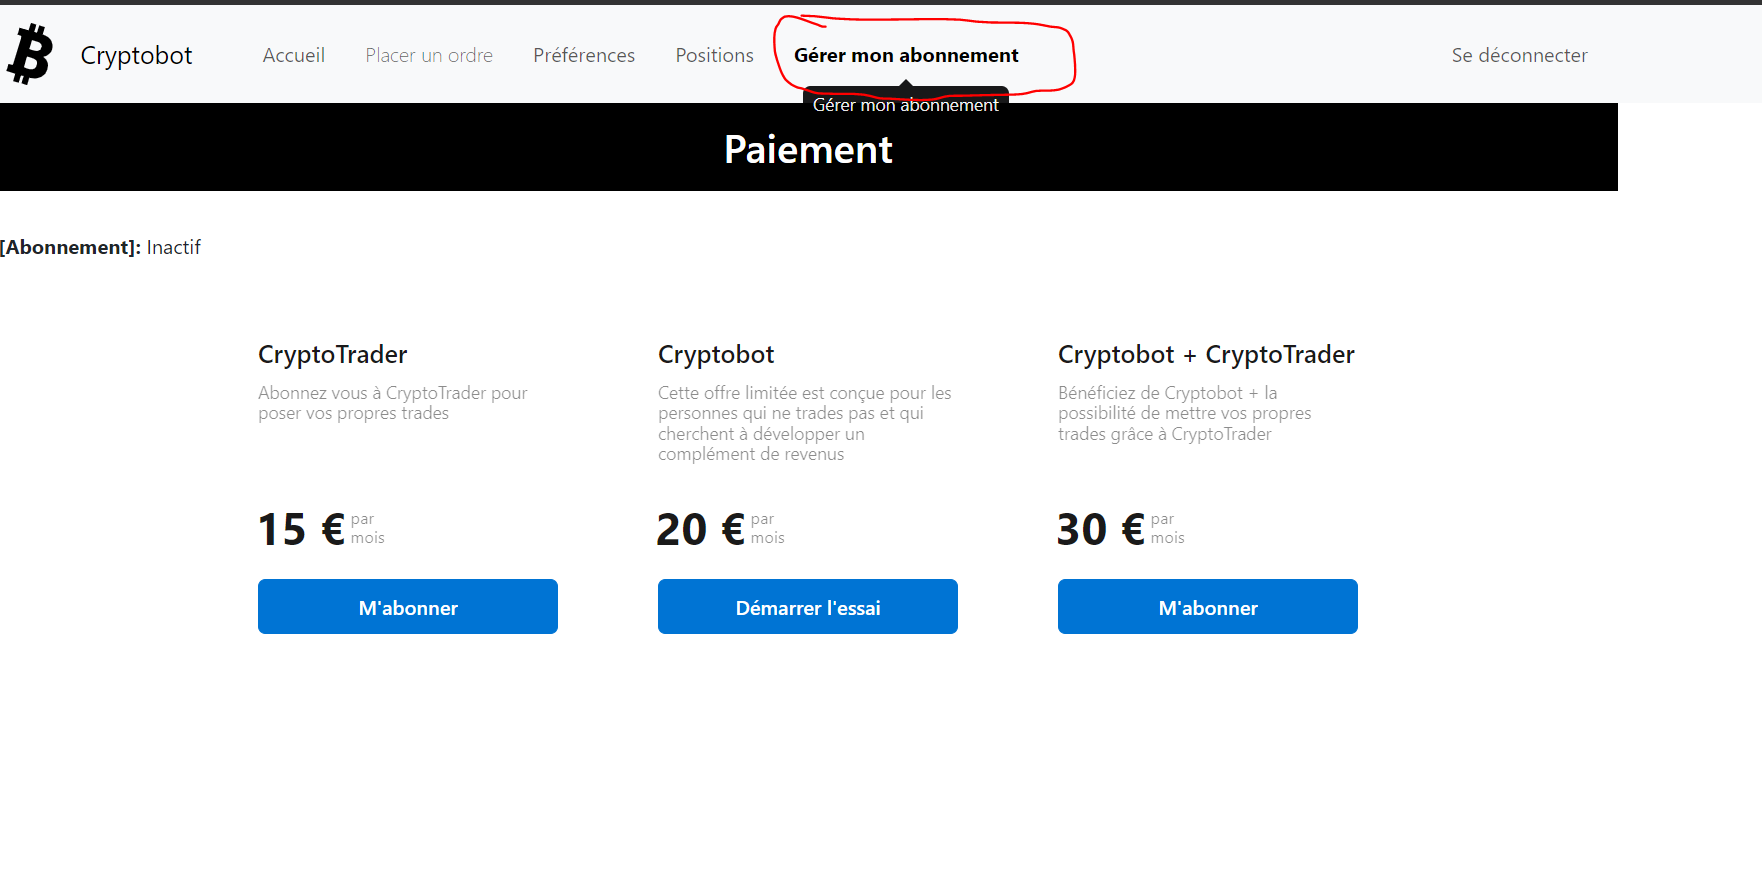 Cryptobot
Accueil
Placer un ordre
Préférences
Positions
Gérer mon abonnement
Se déconnecter
Gérer mon abonnement
Paiement
[Abonnement]: Inactif
CryptoTrader
Abonnez vous à CryptoTrader pour
poser vos propres trades
15 €
par
mois
M'abonner
Cryptobot
Cette offre limitée est conçue pour les
personnes qui ne trades pas et qui
cherchent à développer un
complément de revenus
20 €
par
mois
Démarrer l'essai
Cryptobot + CryptoTrader
Bénéficiez de Cryptobot + la
possibilité de mettre vos propres
trades grâce à CryptoTrader
30 €
par
mois
M'abonner